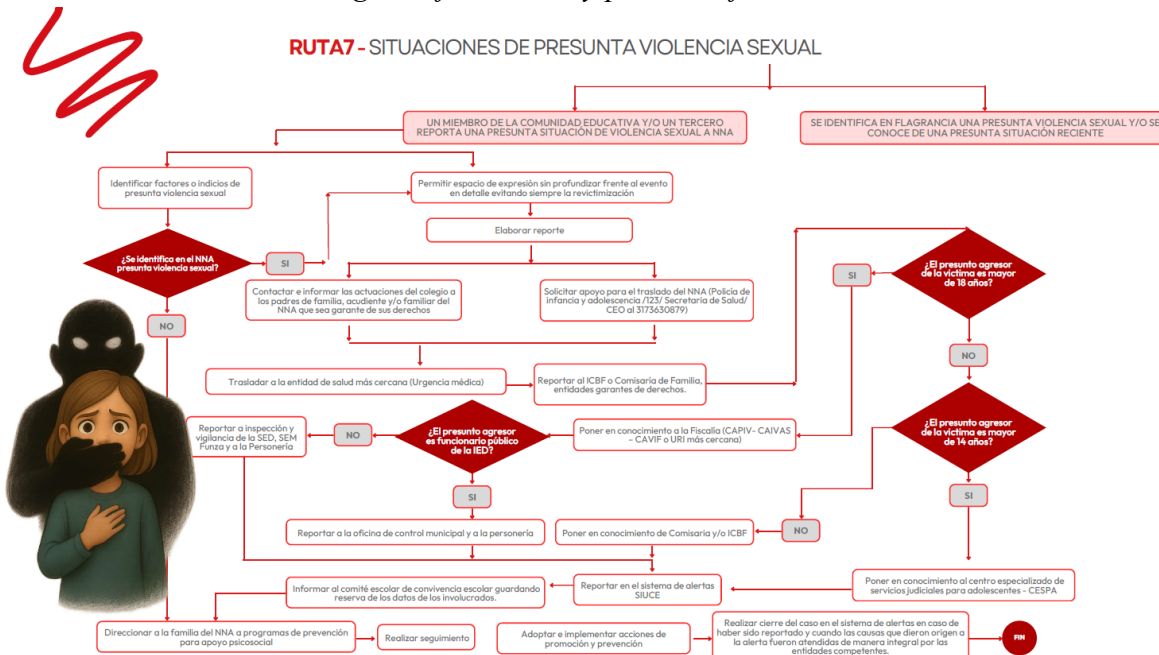 RUTA7 - SITUACIONES DE PRESUNTA VIOLENCIA SEXUAL
UN MIEMBRO DE LA COMUNIDAD EDUCATIVA Y/O UN TERCERO
REPORTA UNA PRESUNTA SITUACIÓN DE VIOLENCIA SEXUAL A NNA
SE IDENTIFICA EN FLAGRANCIA UNA PRESUNTA VIOLENCIA SEXUAL Y/O SE
CONOCE DE UNA PRESUNTA SITUACIÓN RECIENTE
Identificar factores o indicios de
presunta violencia sexual
Permitir espacio de expresión sin profundizar frente al evento
en detalle evitando siempre la revictimización
Elaborar reporte
¿Se identifica en el NNA
presunta violencia sexual?
SI
NO
Contactar e informar las actuaciones del colegio a
los padres de familia, acudiente y/o familiar del
NNA que sea garante de sus derechos
Solicitar apoyo para el traslado del NNA (Policía de
infancia y adolescencia /123/ Secretaria de Salud/
CEO al 3173630879)
SI
¿El presunto agresor
de la víctima es mayor
de 18 años?
NO
Trasladar a la entidad de salud más cercana (Urgencia médica)
Reportar al ICBF o Comisaría de Familia,
entidades garantes de derechos.
Reportar a inspección y
vigilancia de la SED, SEM
Funza y a la Personería
NO
¿El presunto agresor
es funcionario público
de la IED?
Poner en conocimiento a la Fiscalía (CAPIV- CAIVAS
- CAVIF o URI más cercana)
¿El presunto agresor
de la víctima es mayor
de 14 años?
SI
SI
Reportar a la oficina de control municipal y a la personería
Poner en conocimiento de Comisaria y/o ICBF
NO
Informar al comité escolar de convivencia escolar guardando
reserva de los datos de los involucrados.
Reportar en el sistema de alertas
SIUCE
Poner en conocimiento al centro especializado de
servicios judiciales para adolescentes - CESPA
Direccionar a la familia del NNA a programas de prevención
para apoyo psicosocial
Realizar seguimiento
Adoptar e implementar acciones de
promoción y prevención
Realizar cierre del caso en el sistema de alertas en caso de
haber sido reportado y cuando las causas que dieron origen a
la alerta fueron atendidas de manera integral por las
entidades competentes.
FIN